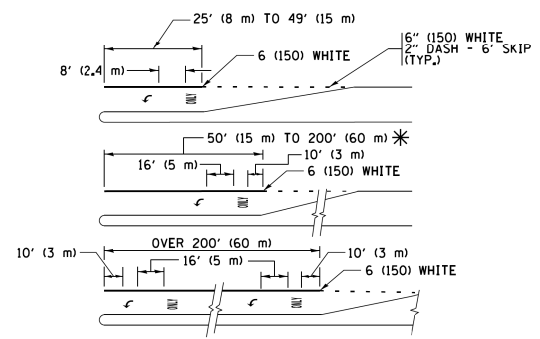 25' (8 m) TO 49' (15 m)
6" (150) WHITE
2" DASH - 6' SKIP
(TYP.)
6 (150) WHITE
8' (2.4 m)
ONLY
50' (15 m) TO 200' (60 m) *
16' (5 m)
10' (3 m)
6 (150) WHITE
ONLY
OVER 200' (60 m)
10' (3 m)
16' (5 m)
10' (3 m)
6 (150) WHITE
ONLY
ONLY